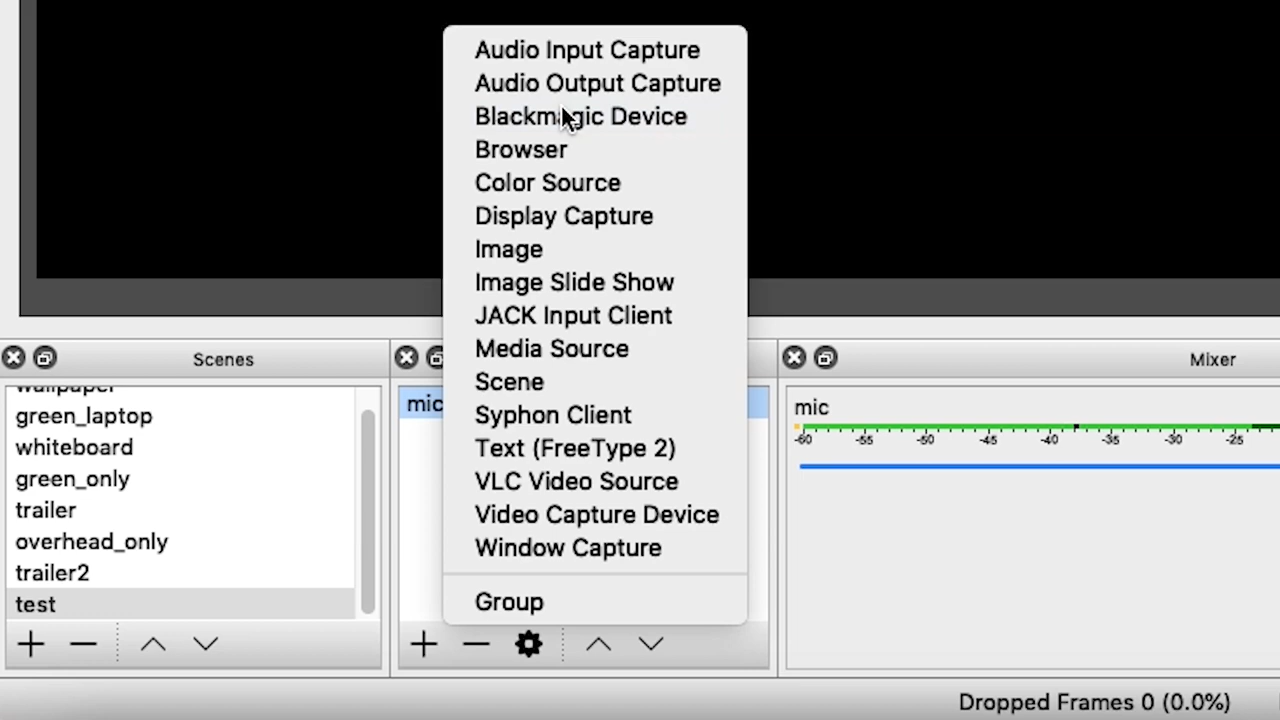 Audio Input Capture
Audio Output Capture
Blackmagic Device
Browser
Color Source
Display Capture
Image
Image Slide Show
JACK Input Client
Media Source
Scene
Syphon Client
Text (FreeType 2)
VLC Video Source
Video Capture Device
Window Capture
Group
Scenes
wallpaper
green_laptop
whiteboard
green_only
trailer
overhead_only
trailer2
test
mic
Mixer
mic
-60 -55 -50 -45 -40 -35 -30 -25
Dropped Frames 0 (0.0%)